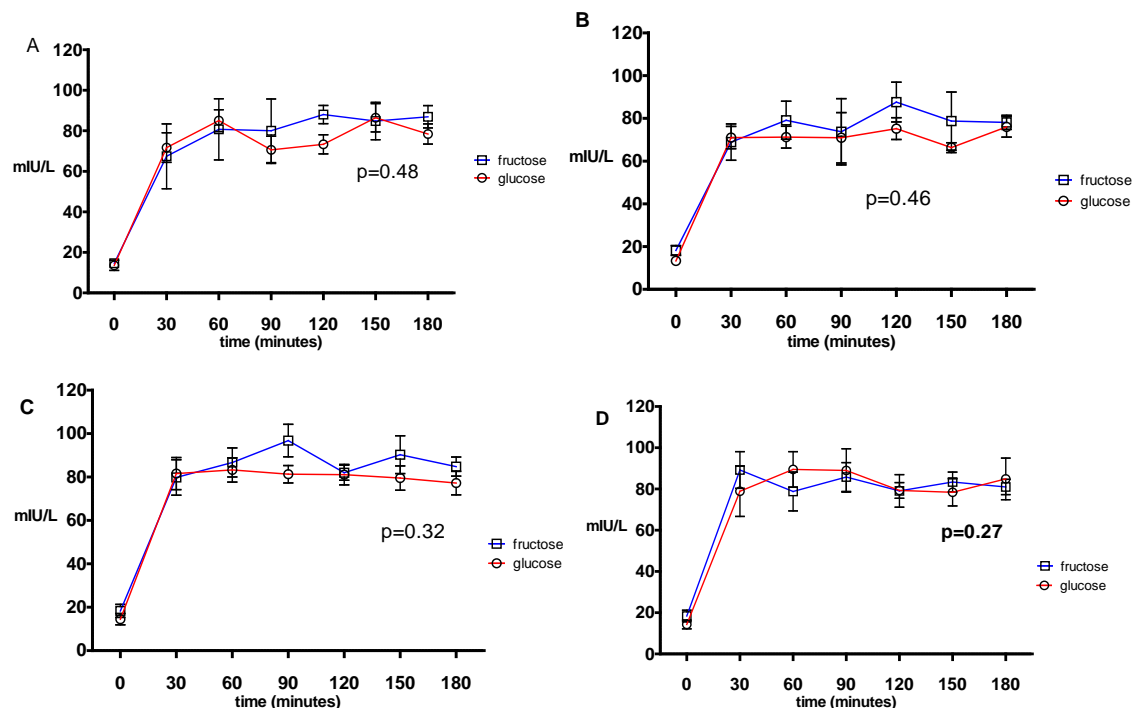 A
120
100
80
60
40
20
0
mIU/L
p=0.48
fructose
glucose
0 30 60 90 120 150 180
time (minutes)
B
120
100
80
60
40
20
0
mIU/L
p=0.46
fructose
glucose
0 30 60 90 120 150 180
time (minutes)
C
120
100
80
60
40
20
0
mIU/L
p=0.32
fructose
glucose
0 30 60 90 120 150 180
time (minutes)
D
120
100
80
60
40
20
0
mIU/L
p=0.27
fructose
glucose
0 30 60 90 120 150 180
time (minutes)